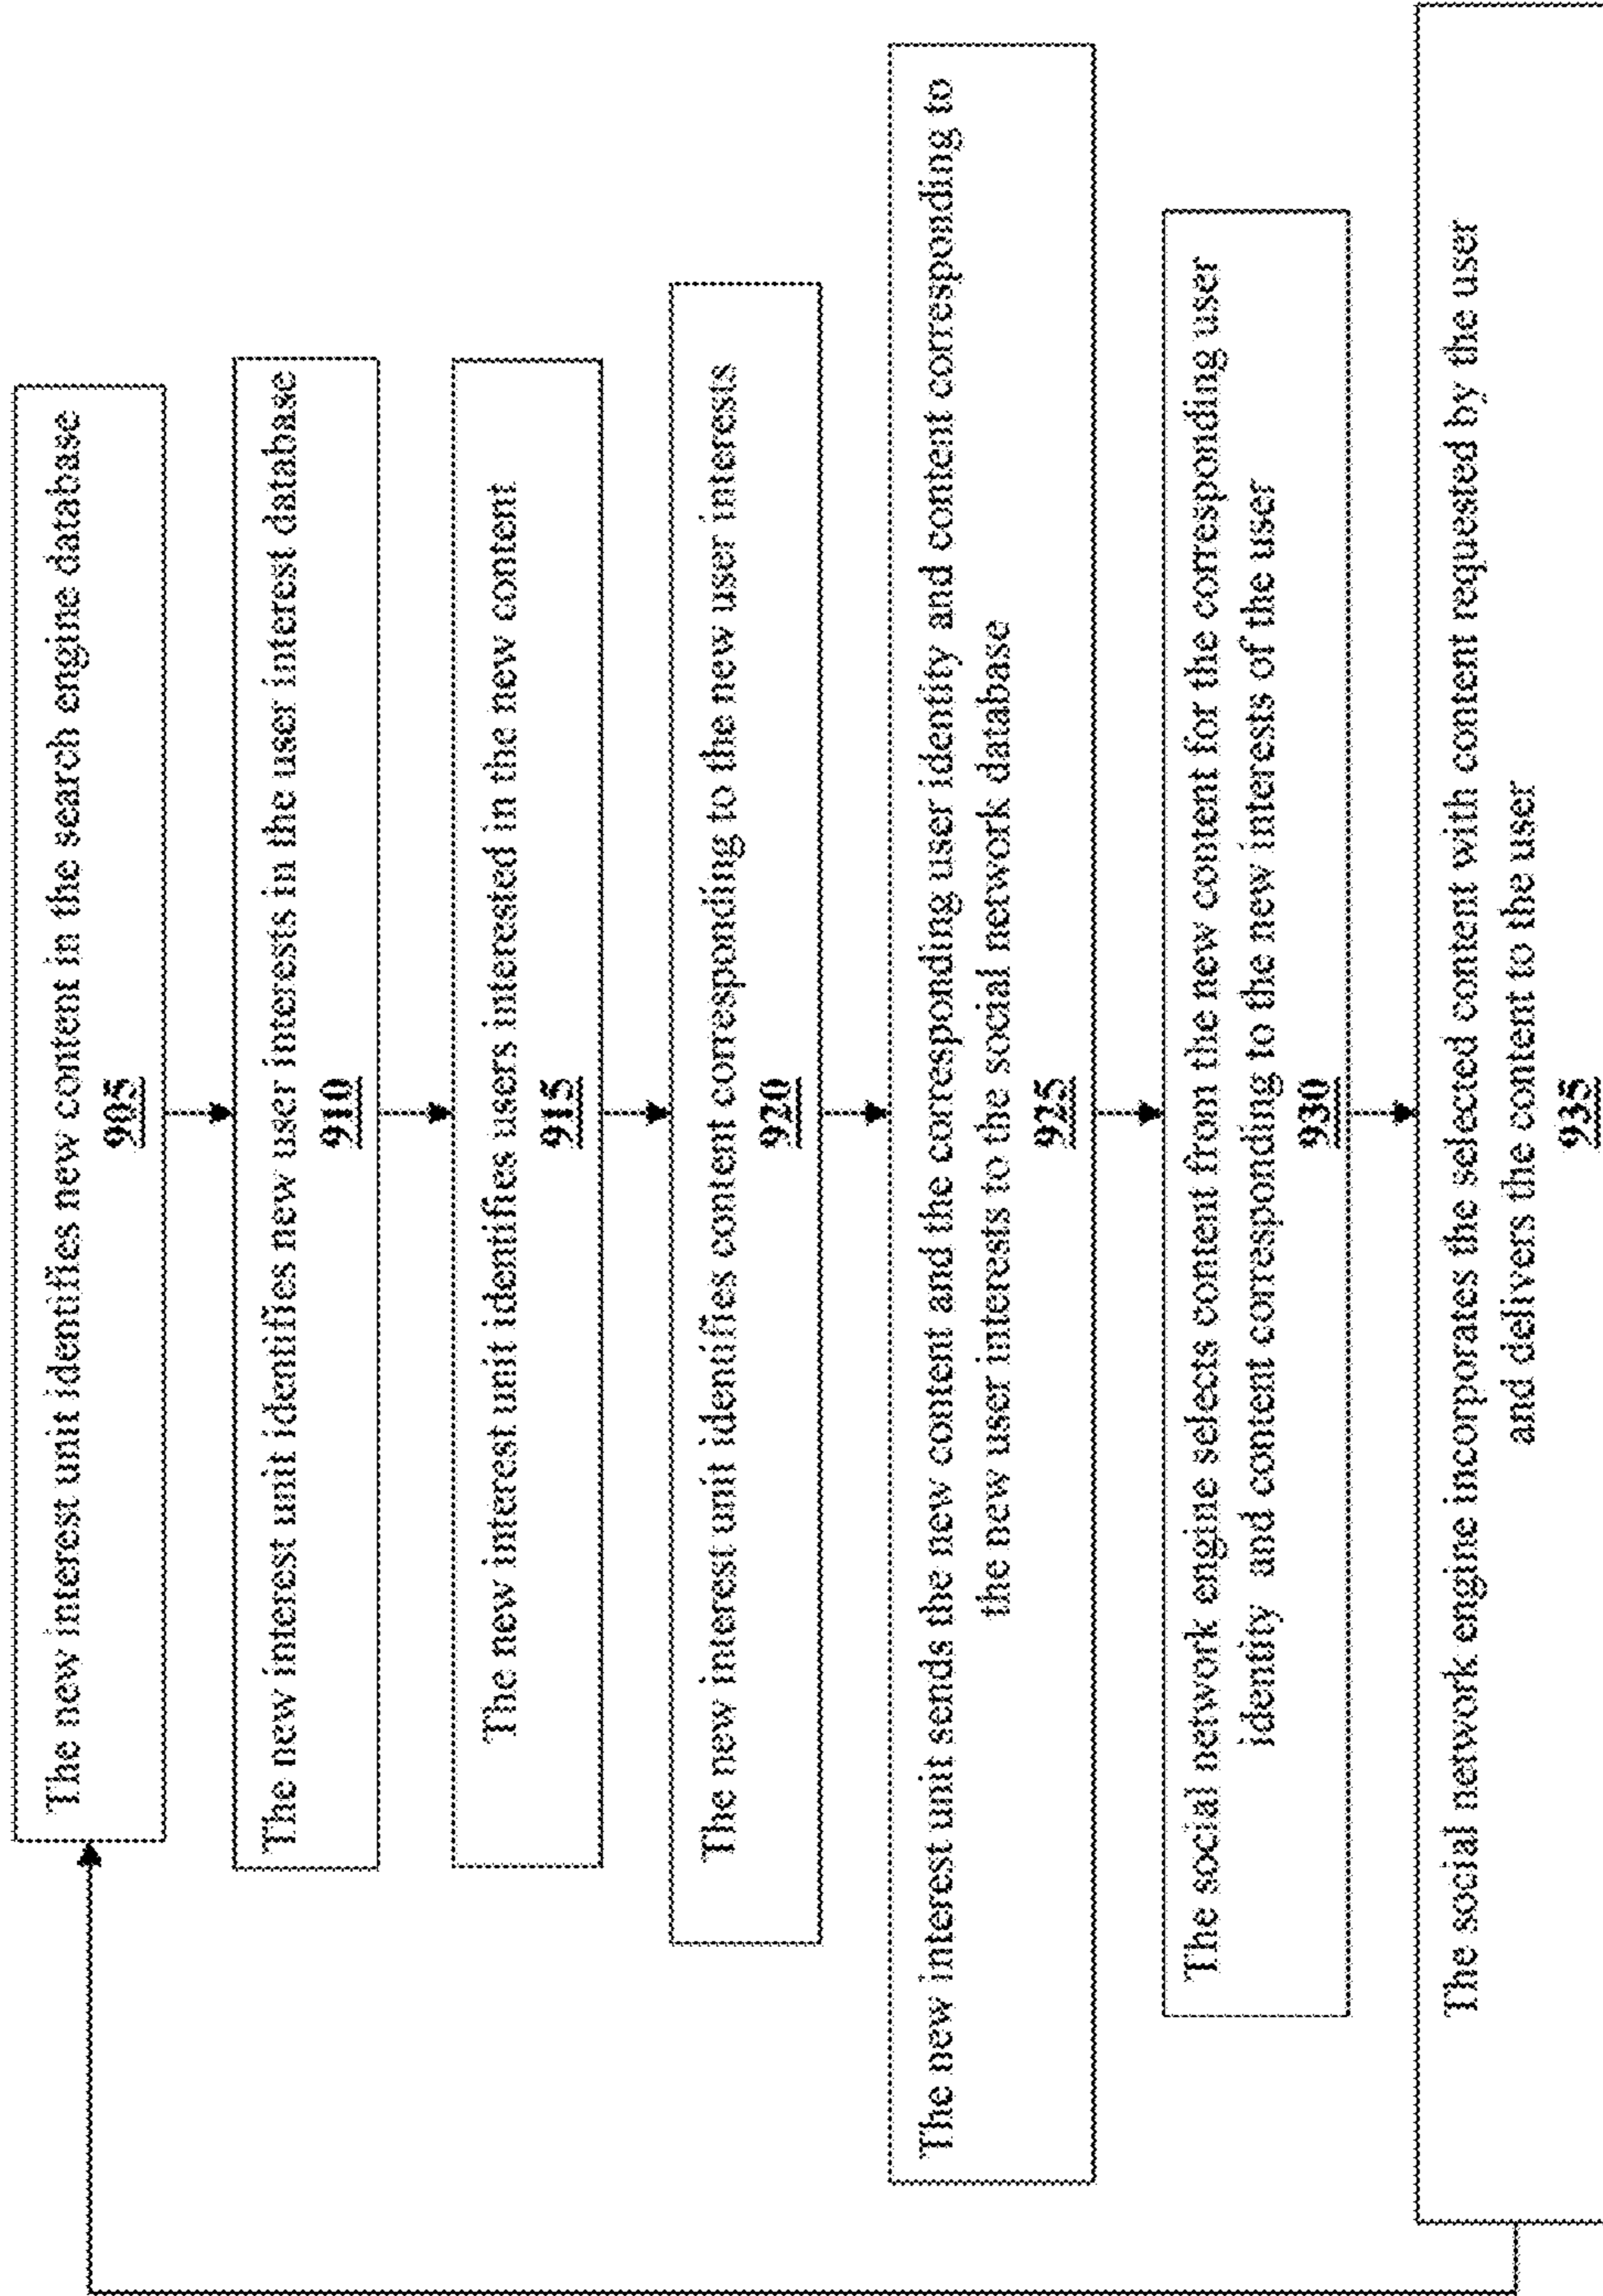 The new interest unit identifies new content in the search engine database
905
The new interest unit identifies new user interests in the user interest database
910
The new interest unit identifies users interested in the new content
915
The new interest unit identifies content corresponding to the new user interests
920
The new interest unit sends the new content and the corresponding user identity and content corresponding to
the new user interests to the social network database
925
The social network engine selects content from the new content for the corresponding user
identity and content corresponding to the new interests of the user
930
The social network engine incorporates the selected content with content requested by the user
and delivers the content to the user
935